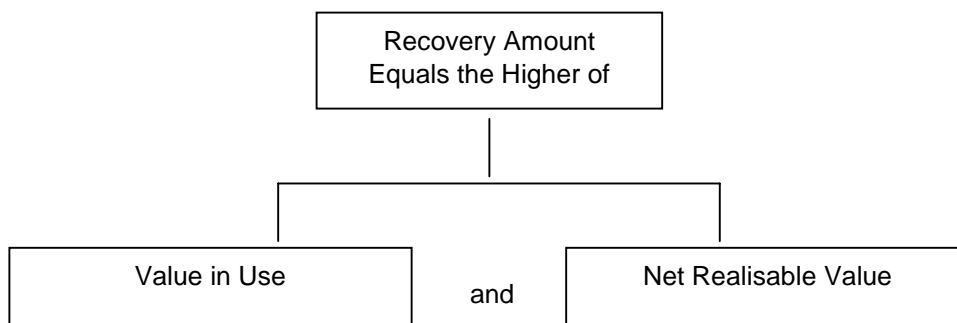 Recovery Amount
Equals the Higher of
Value in Use
and
Net Realisable Value